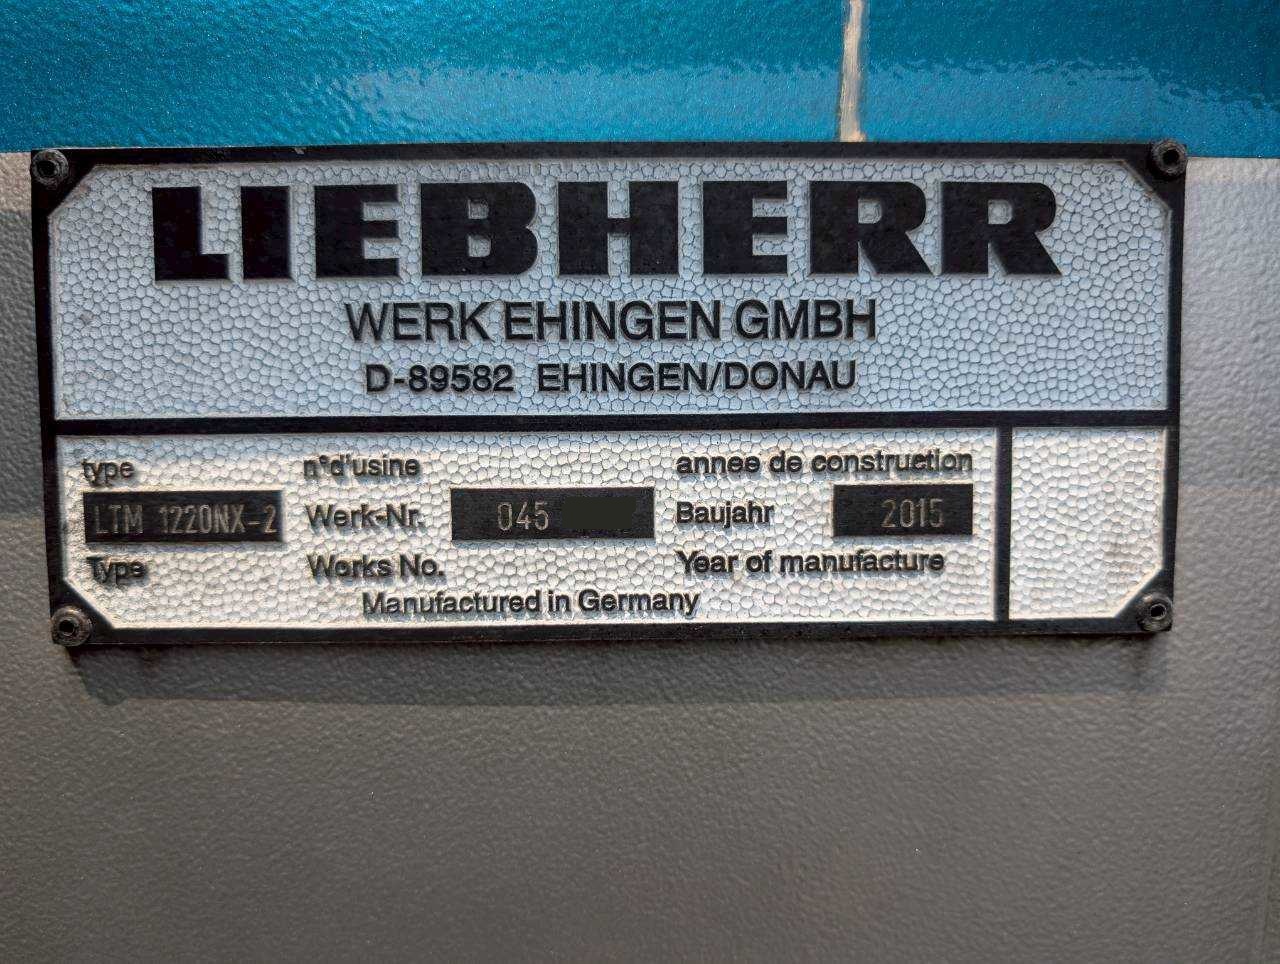 LIEBHERR
WERK EHINGEN GMBH
D-89582 EHINGEN/DONAU
type n°d'usine annee de construction
LTM 1220NX-2 Werk-Nr. 045 Baujahr 2015
Type Works No. Year of manufacture
Manufactured in Germany